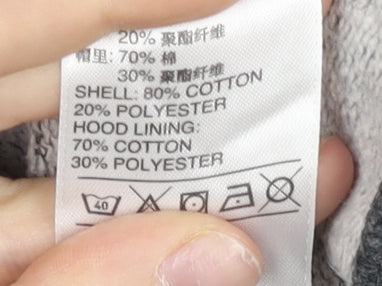 20% 聚酯纤维
帽里: 70% 棉
30% 聚酯纤维
SHELL: 80% COTTON
20% POLYESTER
HOOD LINING:
70% COTTON
30% POLYESTER
40